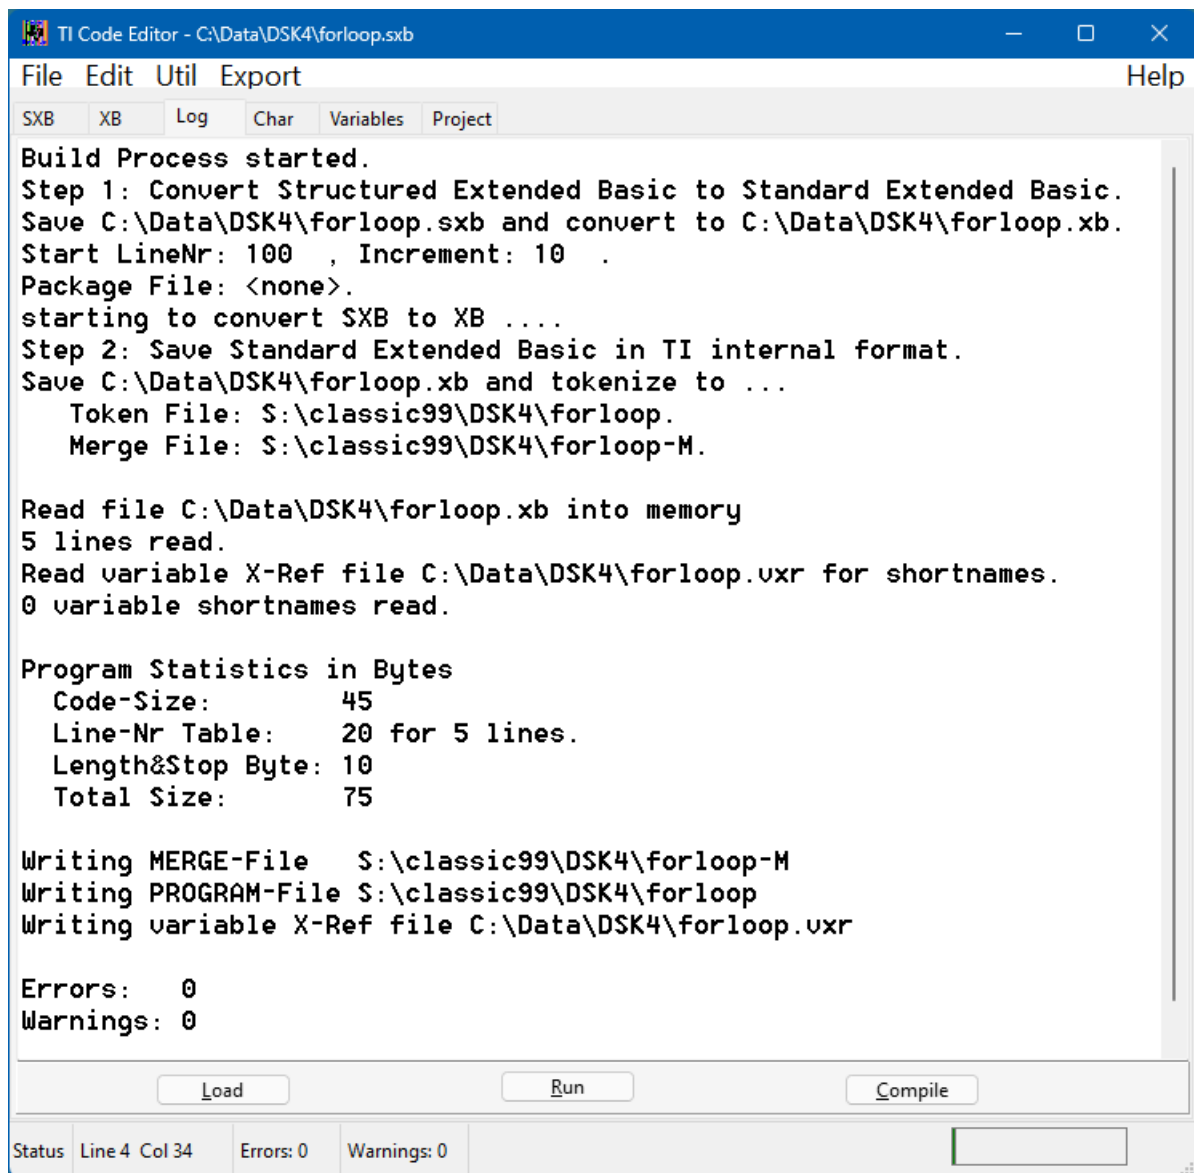 TI Code Editor - C:\Data\DSK4\forloop.sxb
File Edit Util Export Help
SXB XB Log Char Variables Project
Build Process started.
Step 1: Convert Structured Extended Basic to Standard Extended Basic.
Save C:\Data\DSK4\forloop.sxb and convert to C:\Data\DSK4\forloop.xb.
Start LineNr: 100  , Increment: 10  .
Package File: <none>.
starting to convert SXB to XB ....
Step 2: Save Standard Extended Basic in TI internal format.
Save C:\Data\DSK4\forloop.xb and tokenize to ...
   Token File: S:\classic99\DSK4\forloop.
   Merge File: S:\classic99\DSK4\forloop-M.
Read file C:\Data\DSK4\forloop.xb into memory
5 lines read.
Read variable X-Ref file C:\Data\DSK4\forloop.vxr for shortnames.
0 variable shortnames read.
Program Statistics in Bytes
  Code-Size:        45
  Line-Nr Table:    20 for 5 lines.
  Length&Stop Byte: 10
  Total Size:       75
Writing MERGE-File   S:\classic99\DSK4\forloop-M
Writing PROGRAM-File S:\classic99\DSK4\forloop
Writing variable X-Ref file C:\Data\DSK4\forloop.vxr
Errors:   0
Warnings: 0
Load Run Compile
Status Line 4 Col 34 Errors: 0 Warnings: 0